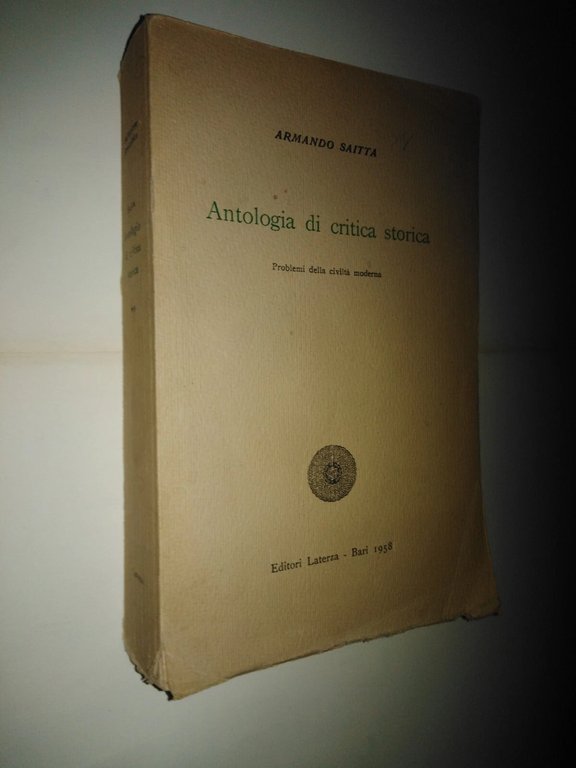 ARMANDO SAITTA
Antologia di critica storica
Problemi della civiltà moderna
Editori Laterza - Bari 1958